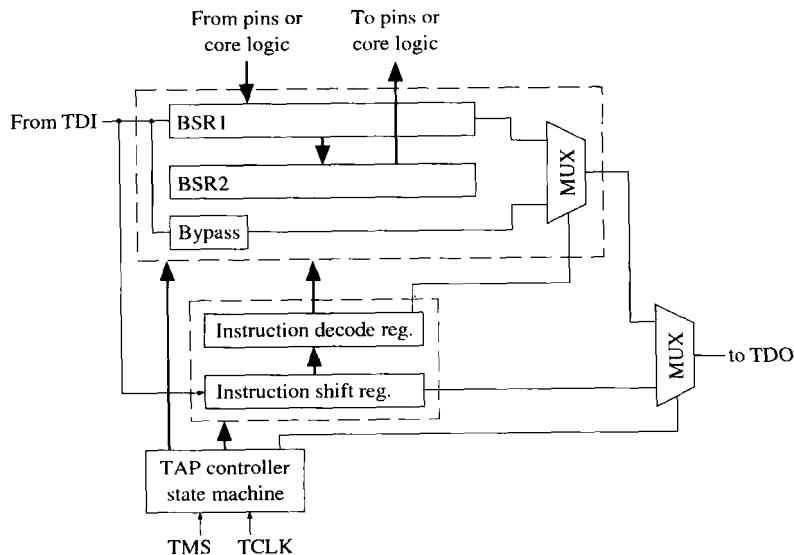 From pins or
core logic
To pins or
core logic
From TDI
BSR1
BSR2
Bypass
MUX
Instruction decode reg.
Instruction shift reg.
MUX
to TDO
TAP controller
state machine
TMS
TCLK